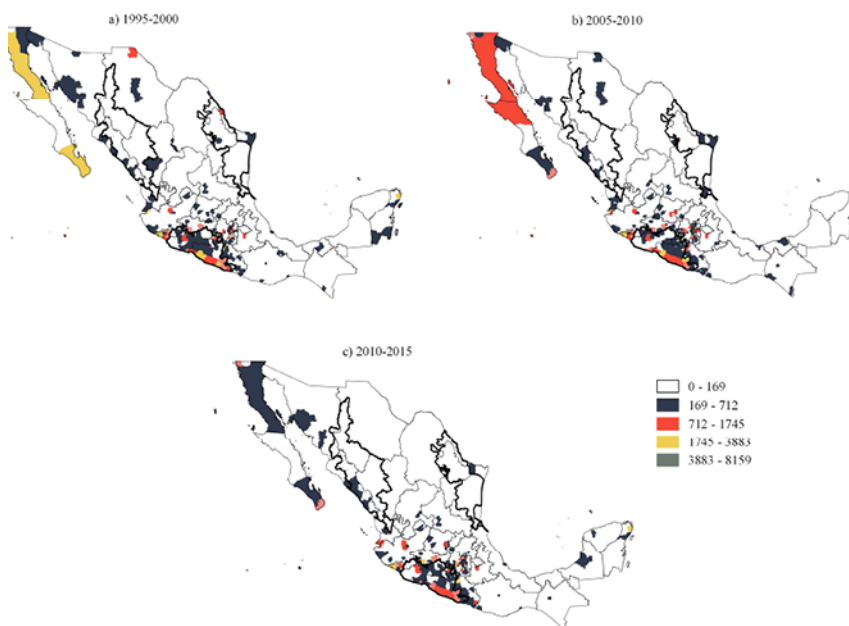 a) 1995-2000
b) 2005-2010
c) 2010-2015
0 - 169
169 - 712
712 - 1745
1745 - 3883
3883 - 8159